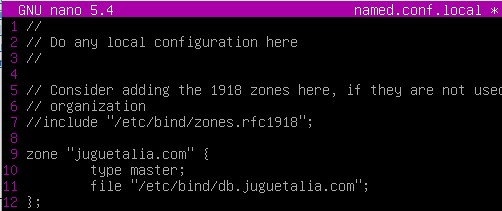 GNU nano 5.4 named.conf.local *
1 //
2 // Do any local configuration here
3 //
4
5 // Consider adding the 1918 zones here, if they are not used
6 // organization
7 //include "/etc/bind/zones.rfc1918";
8
9 zone "juguetalia.com" {
10 type master;
11 file "/etc/bind/db.juguetalia.com";
12 };